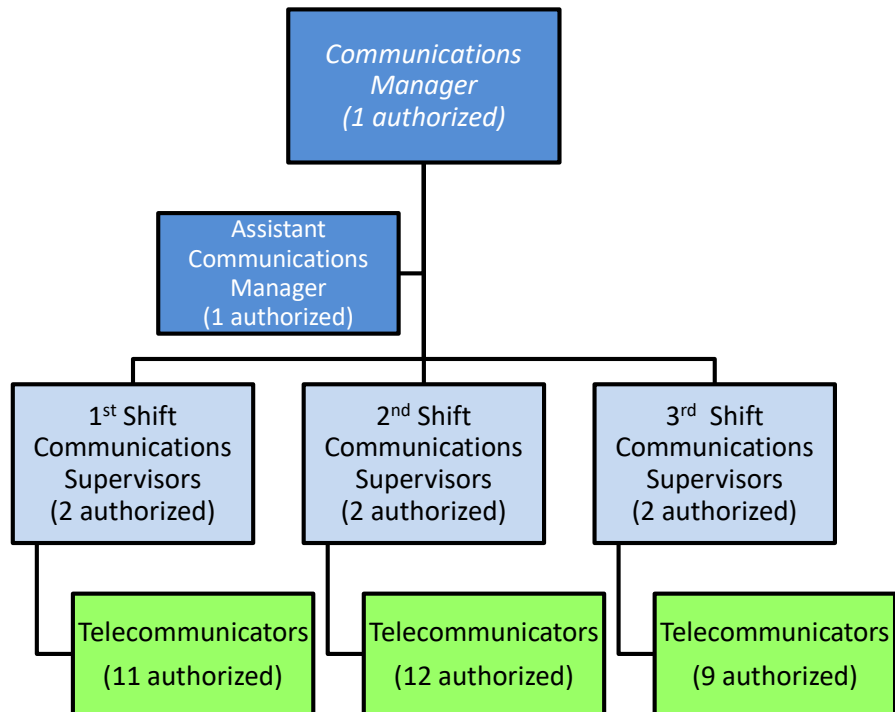 Communications
Manager
(1 authorized)
Assistant
Communications
Manager
(1 authorized)
1st Shift
Communications
Supervisors
(2 authorized)
2nd Shift
Communications
Supervisors
(2 authorized)
3rd Shift
Communications
Supervisors
(2 authorized)
Telecommunicators
(11 authorized)
Telecommunicators
(12 authorized)
Telecommunicators
(9 authorized)